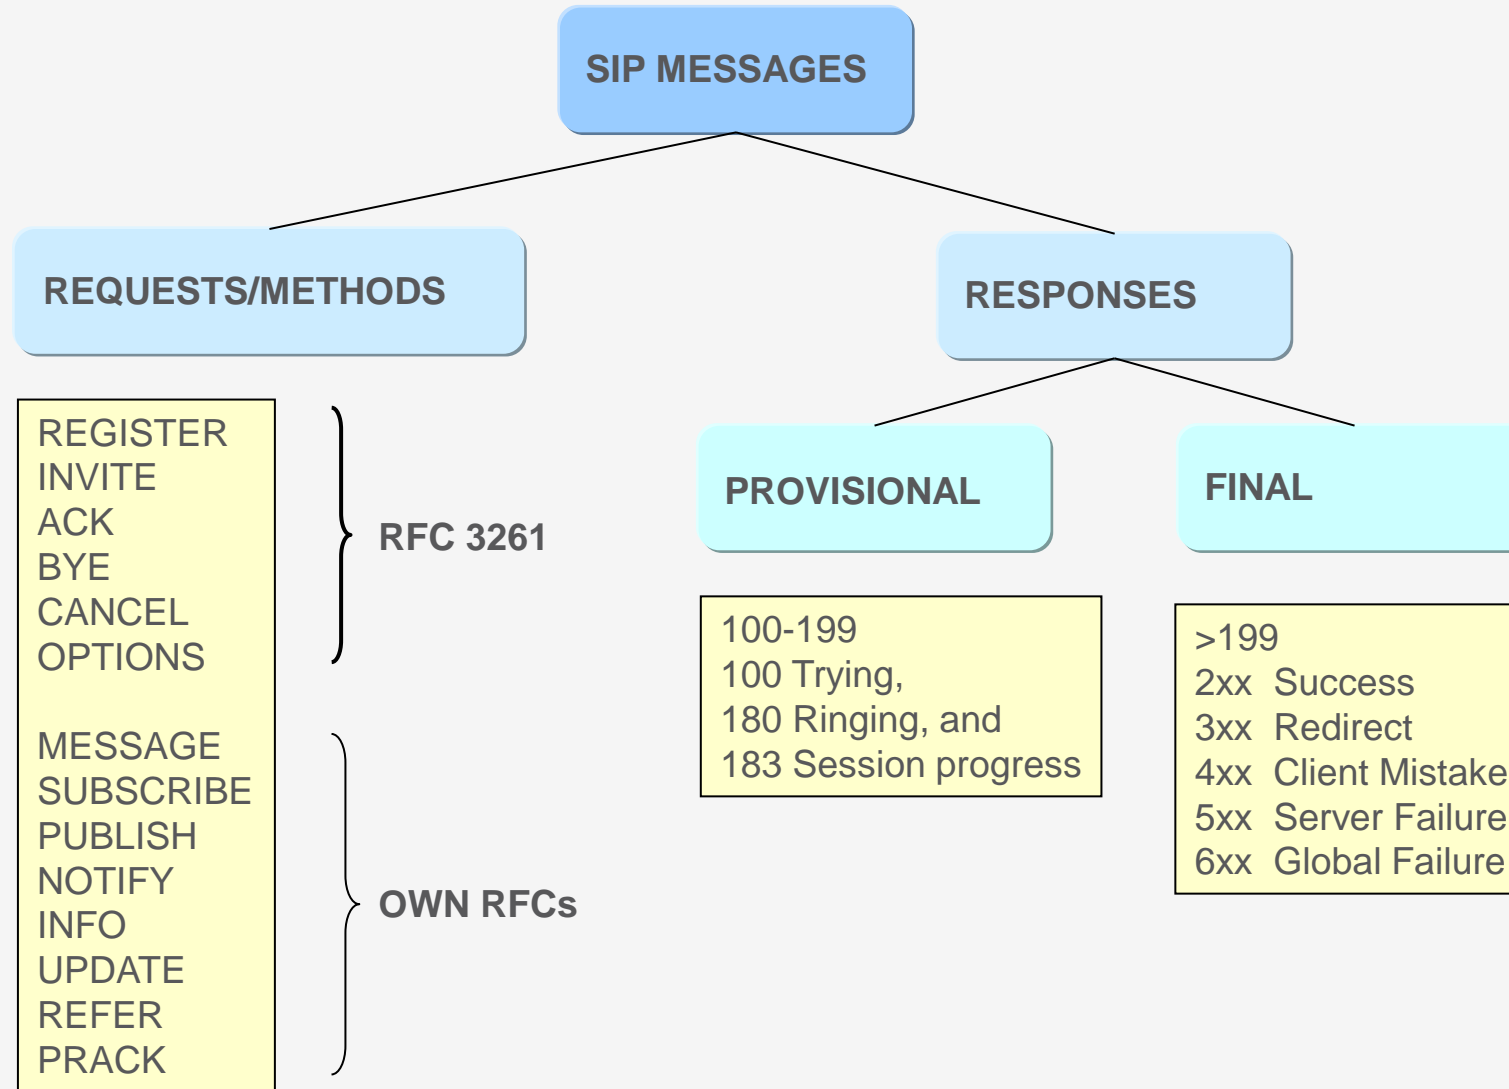 SIP MESSAGES
REQUESTS/METHODS
REGISTER
INVITE
ACK
BYE
CANCEL
OPTIONS
RFC 3261
MESSAGE
SUBSCRIBE
PUBLISH
NOTIFY
INFO
UPDATE
REFER
PRACK
OWN RFCs
RESPONSES
PROVISIONAL
100-199
100 Trying,
180 Ringing, and
183 Session progress
FINAL
>199
2xx Success
3xx Redirect
4xx Client Mistake
5xx Server Failure
6xx Global Failure